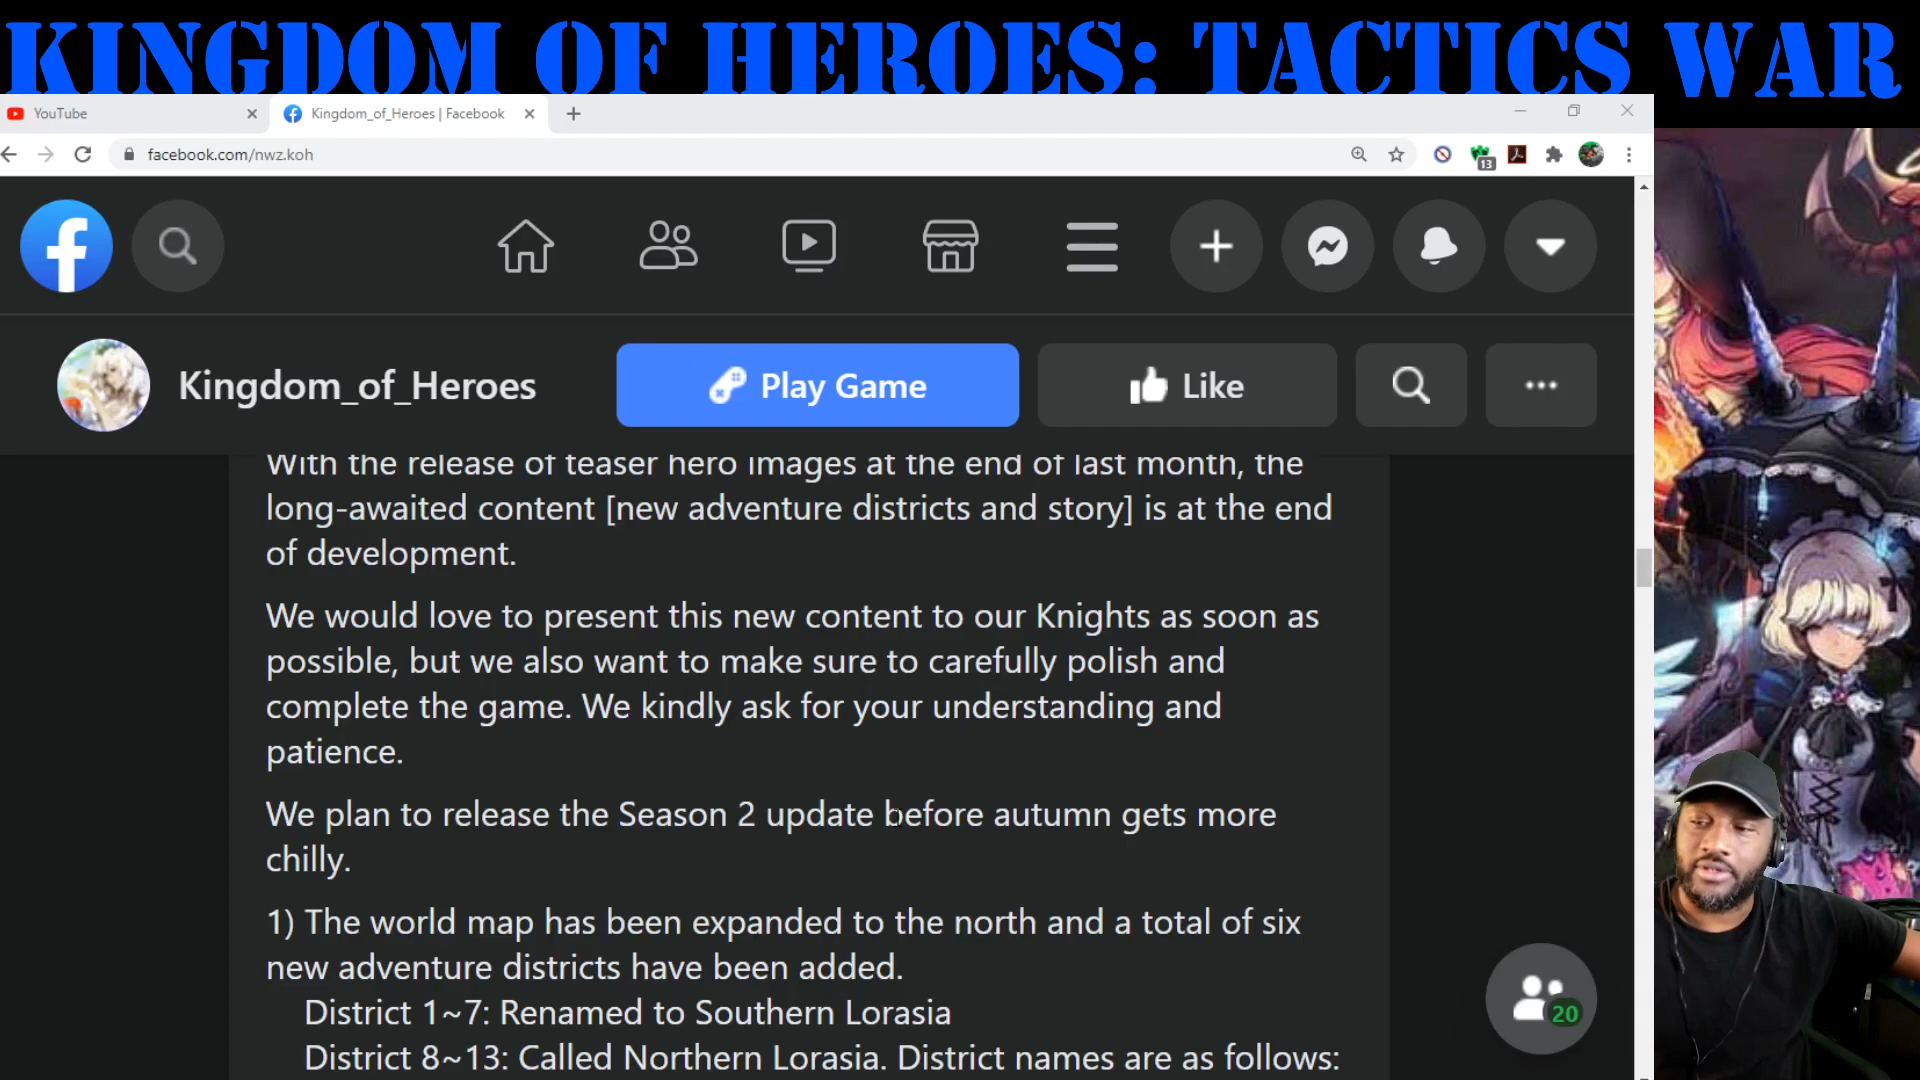 KINGDOM OF HEROES: TACTICS WAR
YouTube
Kingdom_of_Heroes | Facebook
facebook.com/nwz.koh
13
Kingdom_of_Heroes
Play Game
Like
With the release of teaser hero images at the end of last month, the
long-awaited content [new adventure districts and story] is at the end
of development.
We would love to present this new content to our Knights as soon as
possible, but we also want to make sure to carefully polish and
complete the game. We kindly ask for your understanding and
patience.
We plan to release the Season 2 update before autumn gets more
chilly.
1) The world map has been expanded to the north and a total of six
new adventure districts have been added.
District 1~7: Renamed to Southern Lorasia
District 8~13: Called Northern Lorasia. District names are as follows:
20